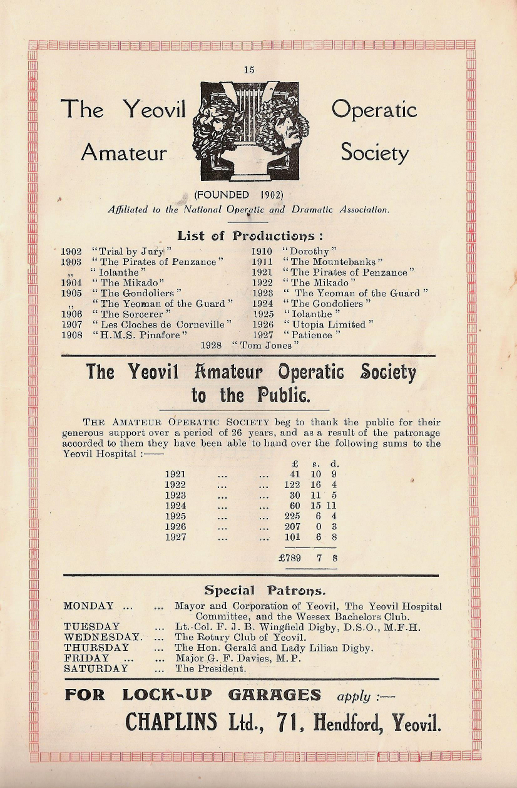 15
The Yeovil Operatic
Amateur Society
(FOUNDED 1902)
Affiliated to the National Operatic and Dramatic Association.
List of Productions :
1902 "Trial by Jury"
1903 "The Pirates of Penzance"
„ "Iolanthe"
1904 "The Mikado"
1905 "The Gondoliers"
„ "The Yeoman of the Guard"
1906 "The Sorcerer"
1907 "Les Cloches de Corneville"
1908 "H.M.S. Pinafore"
1910 "Dorothy"
1911 "The Mountebanks"
1921 "The Pirates of Penzance"
1922 "The Mikado"
1923 "The Yeoman of the Guard"
1924 "The Gondoliers"
1925 "Iolanthe"
1926 "Utopia Limited"
1927 "Patience"
1928 "Tom Jones"
The Yeovil Amateur Operatic Society
to the Public.
THE AMATEUR OPERATIC SOCIETY beg to thank the public for their
generous support over a period of 26 years, and as a result of the patronage
accorded to them they have been able to hand over the following sums to the
Yeovil Hospital :—
£ s. d.
1921 ... ... 41 10 9
1922 ... ... 122 16 4
1923 ... ... 30 11 5
1924 ... ... 60 15 11
1925 ... ... 225 6 4
1926 ... ... 207 0 3
1927 ... ... 101 6 8
£789 7 8
Special Patrons.
MONDAY ... ... Mayor and Corporation of Yeovil, The Yeovil Hospital
Committee, and the Wessex Bachelors Club.
TUESDAY ... Lt.-Col. F. J. B. Wingfield Digby, D.S.O., M.F.H.
WEDNESDAY. ... The Rotary Club of Yeovil.
THURSDAY ... The Hon. Gerald and Lady Lilian Digby.
FRIDAY ... ... Major G. F. Davies, M.P.
SATURDAY ... The President.
FOR LOCK-UP GARAGES apply :—
CHAPLINS Ltd., 71, Hendford, Yeovil.